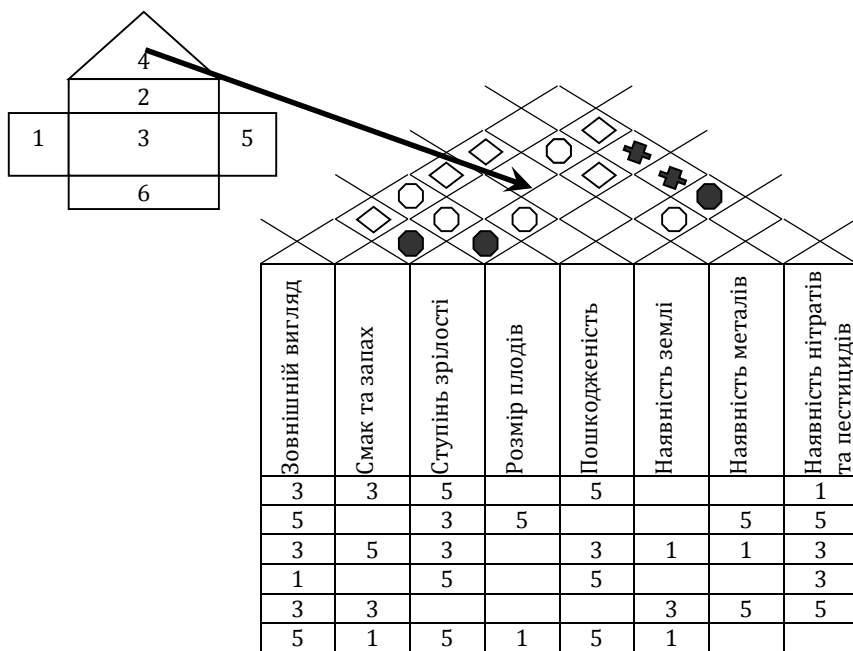 4
2
1 3 5
6
Зовнішній вигляд
Смак та запах
Ступінь зрілості
Розмір плодів
Пошкодженість
Наявність землі
Наявність металів
Наявність нітратів
та пестицидів
3 3 5 5 1
5 3 5 5 5
3 5 3 3 1 1 3
1 5 5 3
3 3 3 5 5
5 1 5 1 5 1